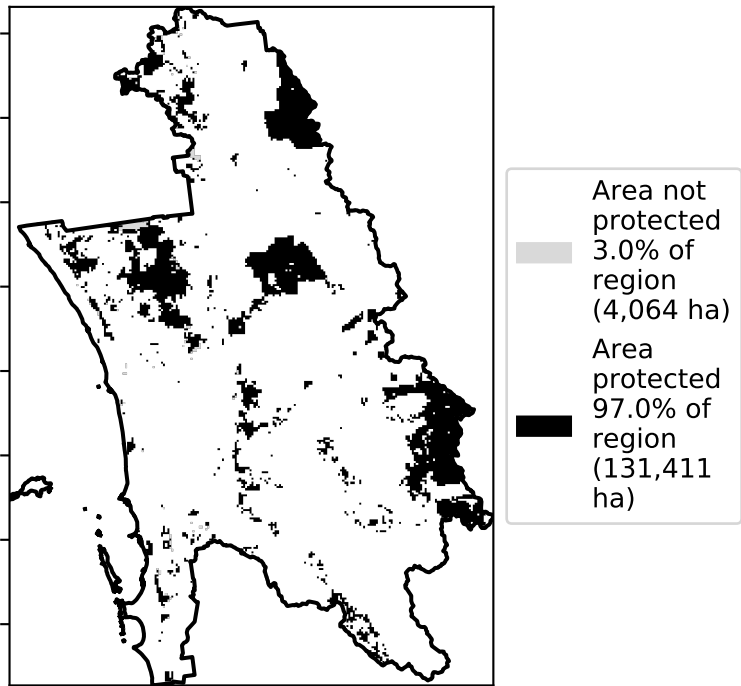 Area not
protected
3.0% of
region
(4,064 ha)
Area
protected
97.0% of
region
(131,411
ha)